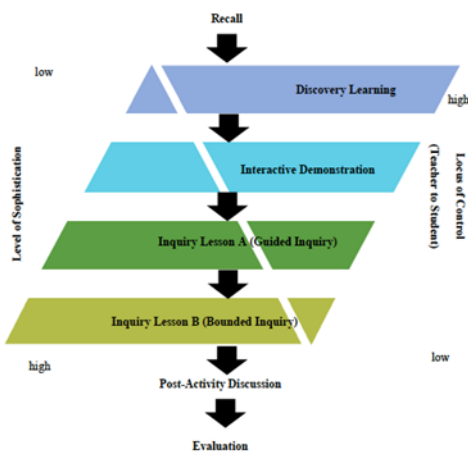 Recall
low
Discovery Learning
high
Interactive Demonstration
Level of Sophistication
Locus of Control
(Teacher to Student)
Inquiry Lesson A (Guided Inquiry)
Inquiry Lesson B (Bounded Inquiry)
high
low
Post-Activity Discussion
Evaluation